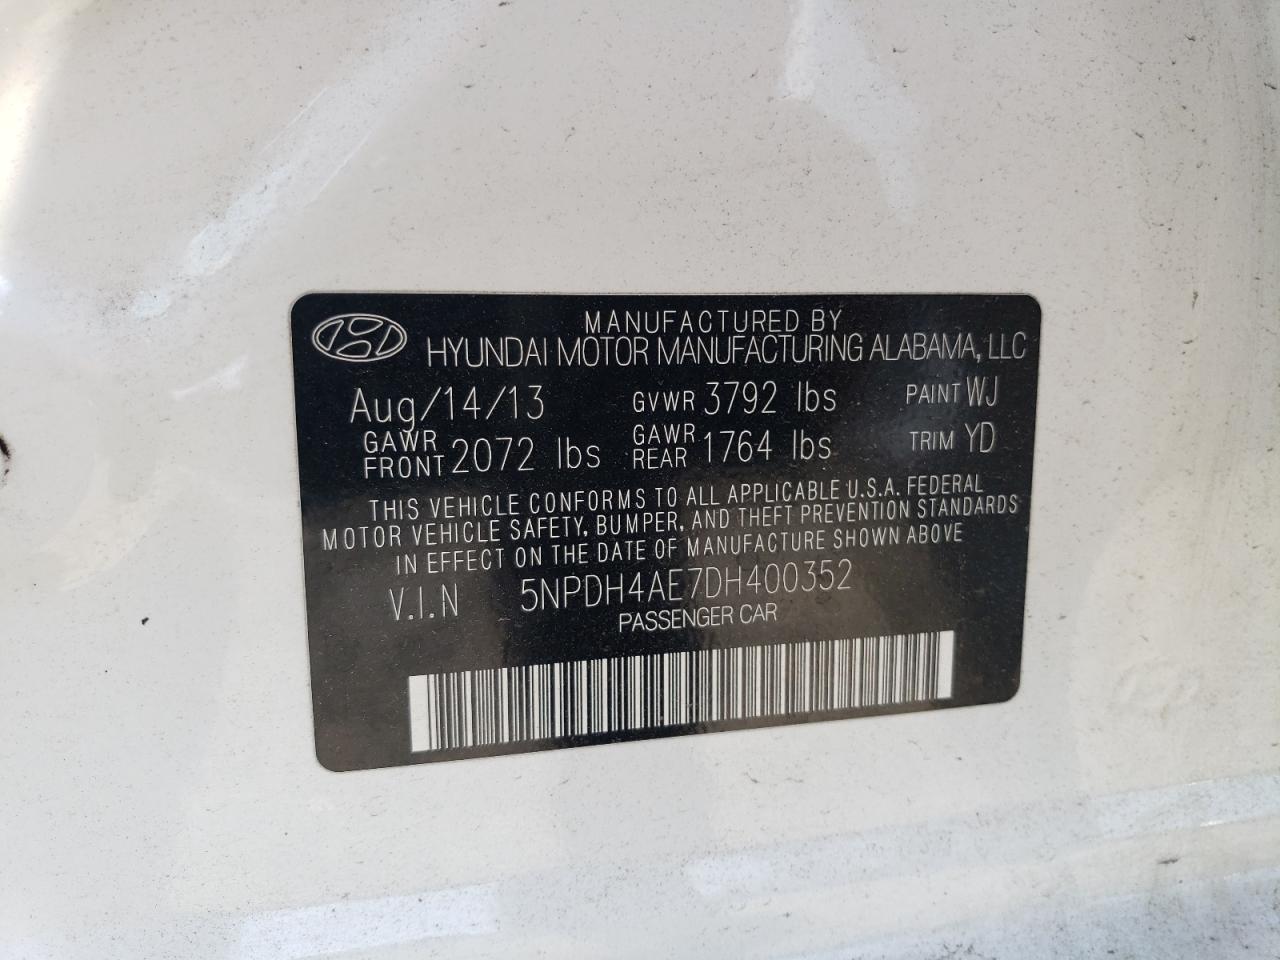 MANUFACTURED BY
HYUNDAI MOTOR MANUFACTURING ALABAMA, LLC
Aug/14/13 GVWR 3792 lbs PAINT WJ
GAWR FRONT 2072 lbs GAWR REAR 1764 lbs TRIM YD
THIS VEHICLE CONFORMS TO ALL APPLICABLE U.S.A. FEDERAL
MOTOR VEHICLE SAFETY, BUMPER, AND THEFT PREVENTION STANDARDS
IN EFFECT ON THE DATE OF MANUFACTURE SHOWN ABOVE
V.I.N 5NPDH4AE7DH400352
PASSENGER CAR